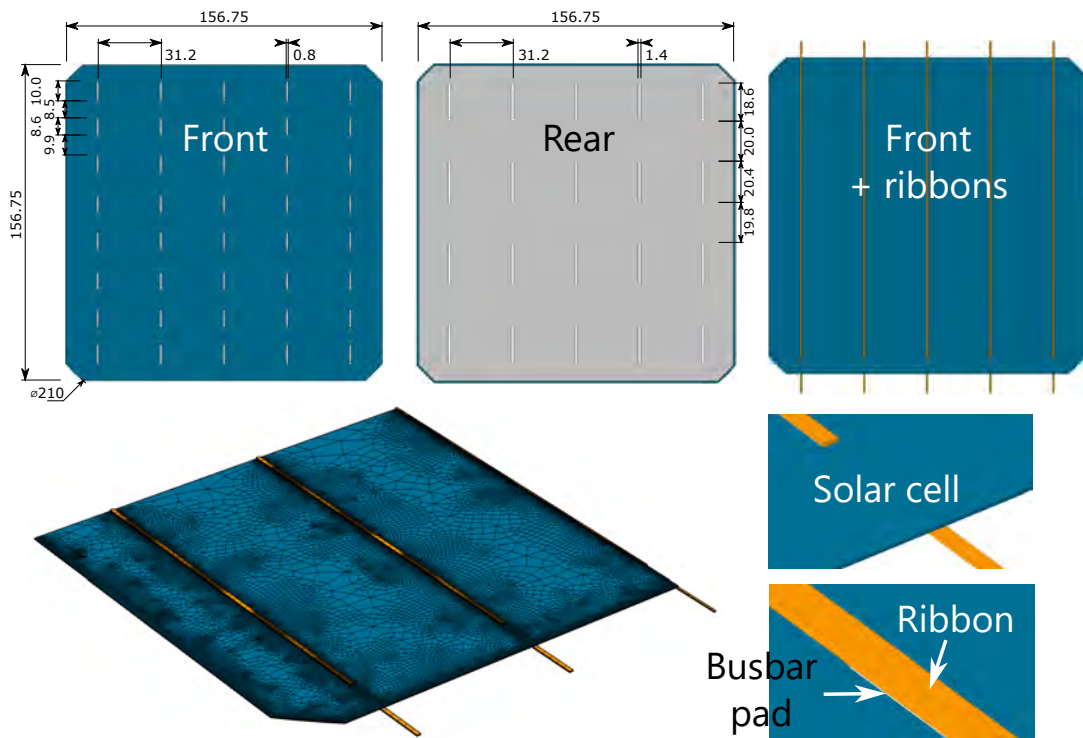 156.75
31.2
0.8
10.0
8.5
8.6
9.9
156.75
⌀210
Front
156.75
31.2
1.4
18.6
20.0
20.4
19.8
Rear
Front
+ ribbons
Solar cell
Ribbon
Busbar
pad